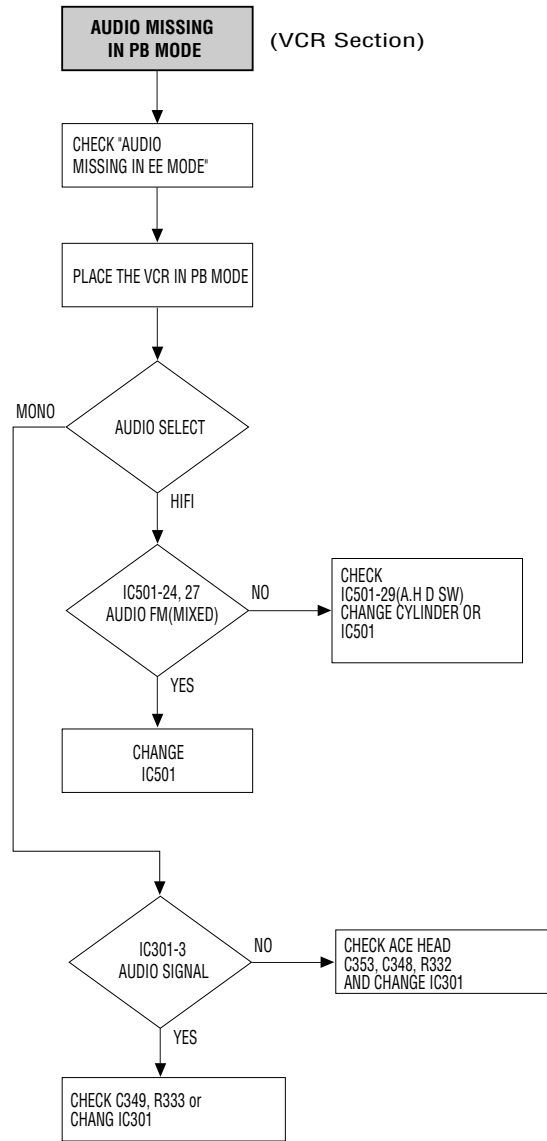 AUDIO MISSING
IN PB MODE
(VCR Section)
CHECK "AUDIO
MISSING IN EE MODE"
PLACE THE VCR IN PB MODE
MONO
AUDIO SELECT
HIFI
IC501-24, 27
AUDIO FM(MIXED)
NO
CHECK
IC501-29(A.H D SW)
CHANGE CYLINDER OR
IC501
YES
CHANGE
IC501
IC301-3
AUDIO SIGNAL
NO
CHECK ACE HEAD
C353, C348, R332
AND CHANGE IC301
YES
CHECK C349, R333 or
CHANG IC301